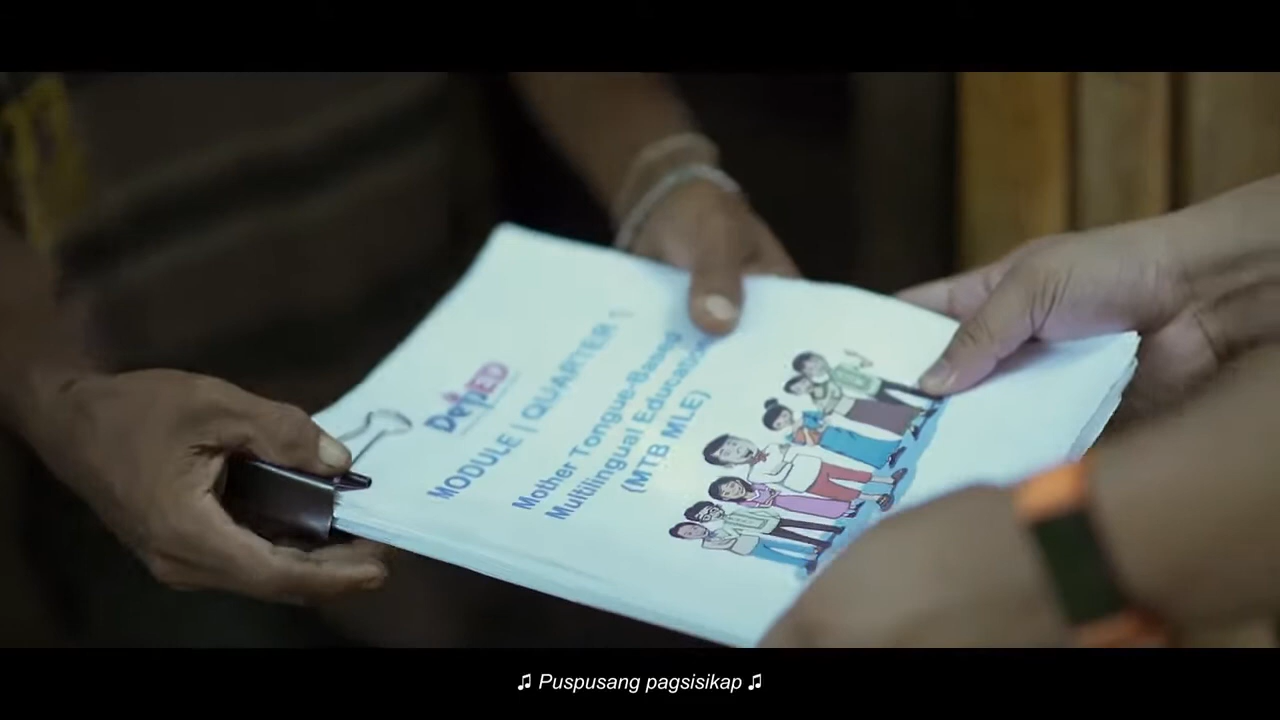 DepED
MODULE | QUARTER 1
Mother Tongue-Based
Multilingual Education
(MTB MLE)
♫ Puspusang pagsisikap ♫